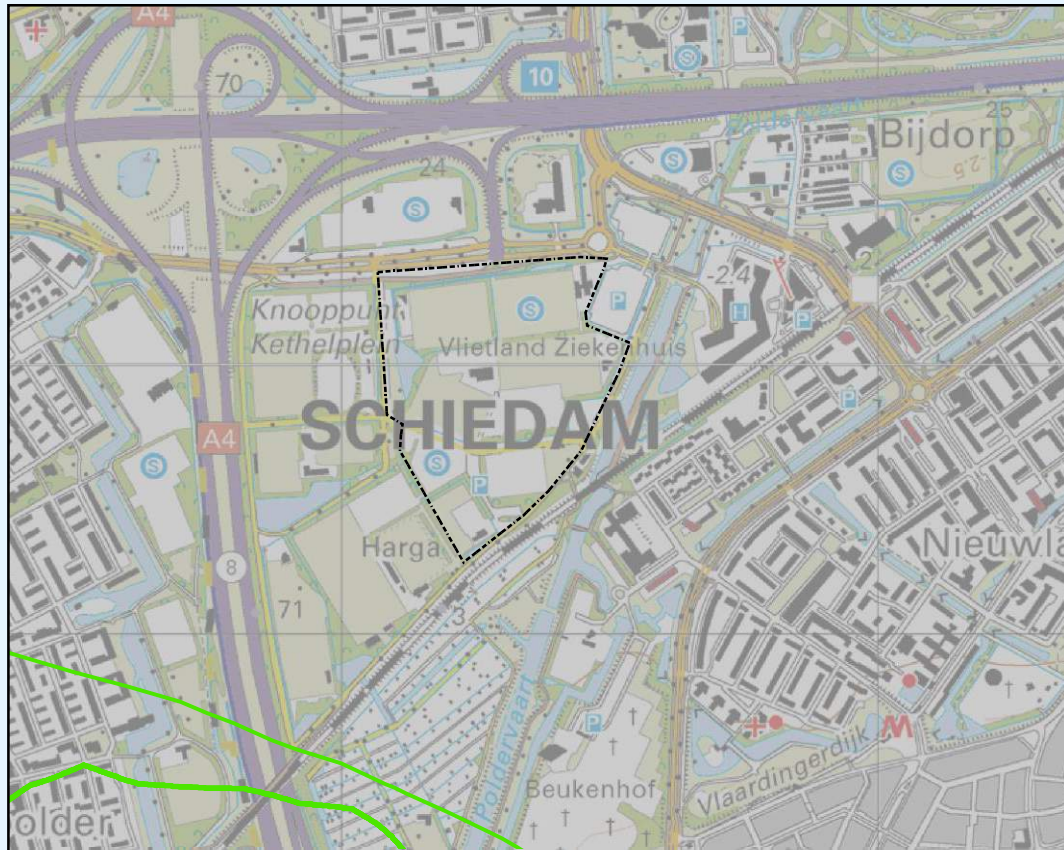 A4
70
10
Poldervaart
25
Bijdorp
-2.5
24
S
S
S
S
S
P
2
-2.4
Knooppunt
Kethelplein
P
H
P
Vlietland Ziekenhuis
P
SCHIEDAM
A4
S
S
P
Harga
Nieuwla
8
71
3
Poldervaart
P
M
Vlaardingerdijk
Beukenhof
older